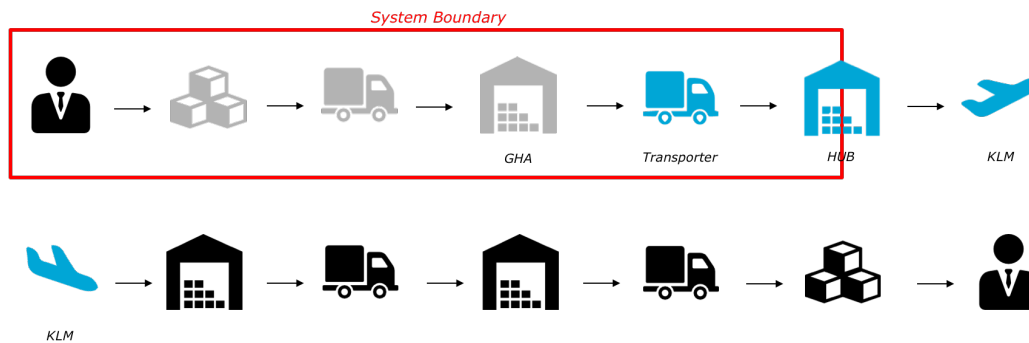 System Boundary
GHA
Transporter
HUB
KLM
KLM